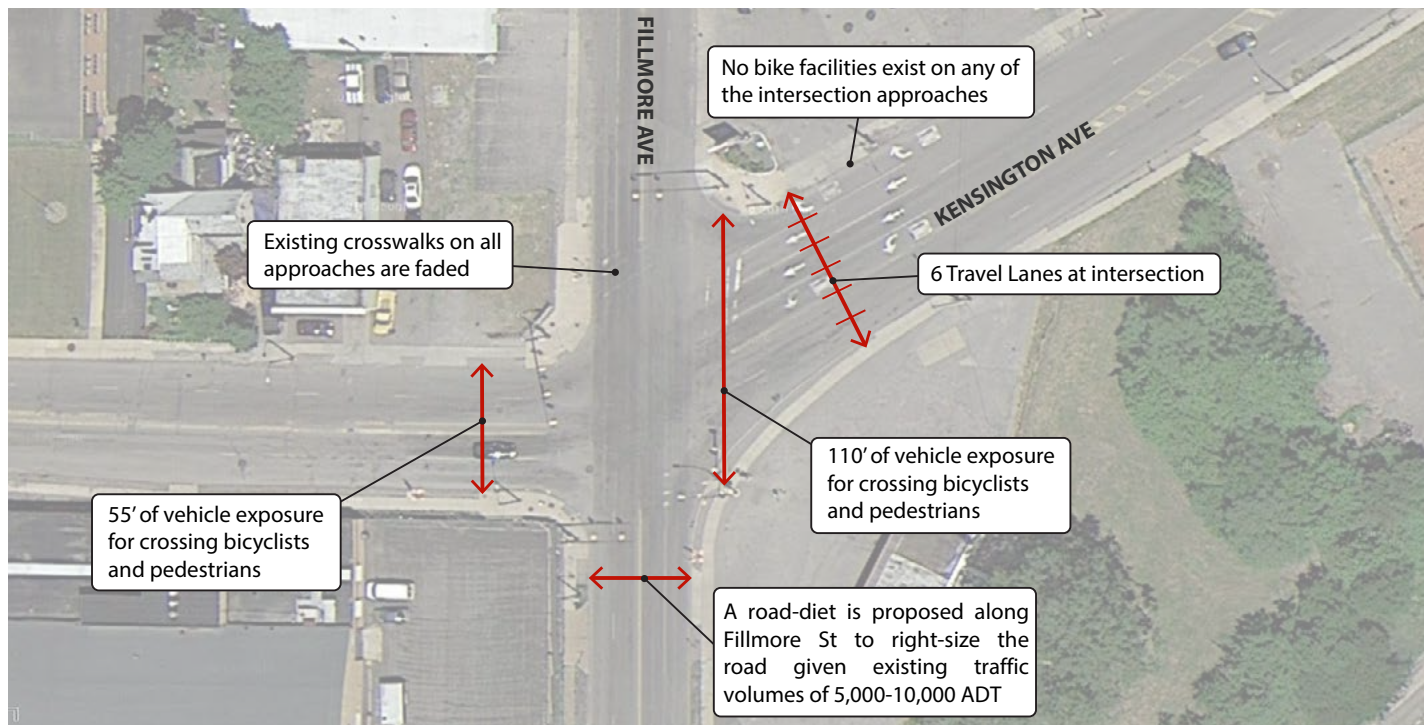 FILLMORE AVE
No bike facilities exist on any of
the intersection approaches
KENSINGTON AVE
Existing crosswalks on all
approaches are faded
6 Travel Lanes at intersection
110’ of vehicle exposure
for crossing bicyclists
and pedestrians
55’ of vehicle exposure
for crossing bicyclists
and pedestrians
A road-diet is proposed along
Fillmore St to right-size the
road given existing traffic
volumes of 5,000-10,000 ADT